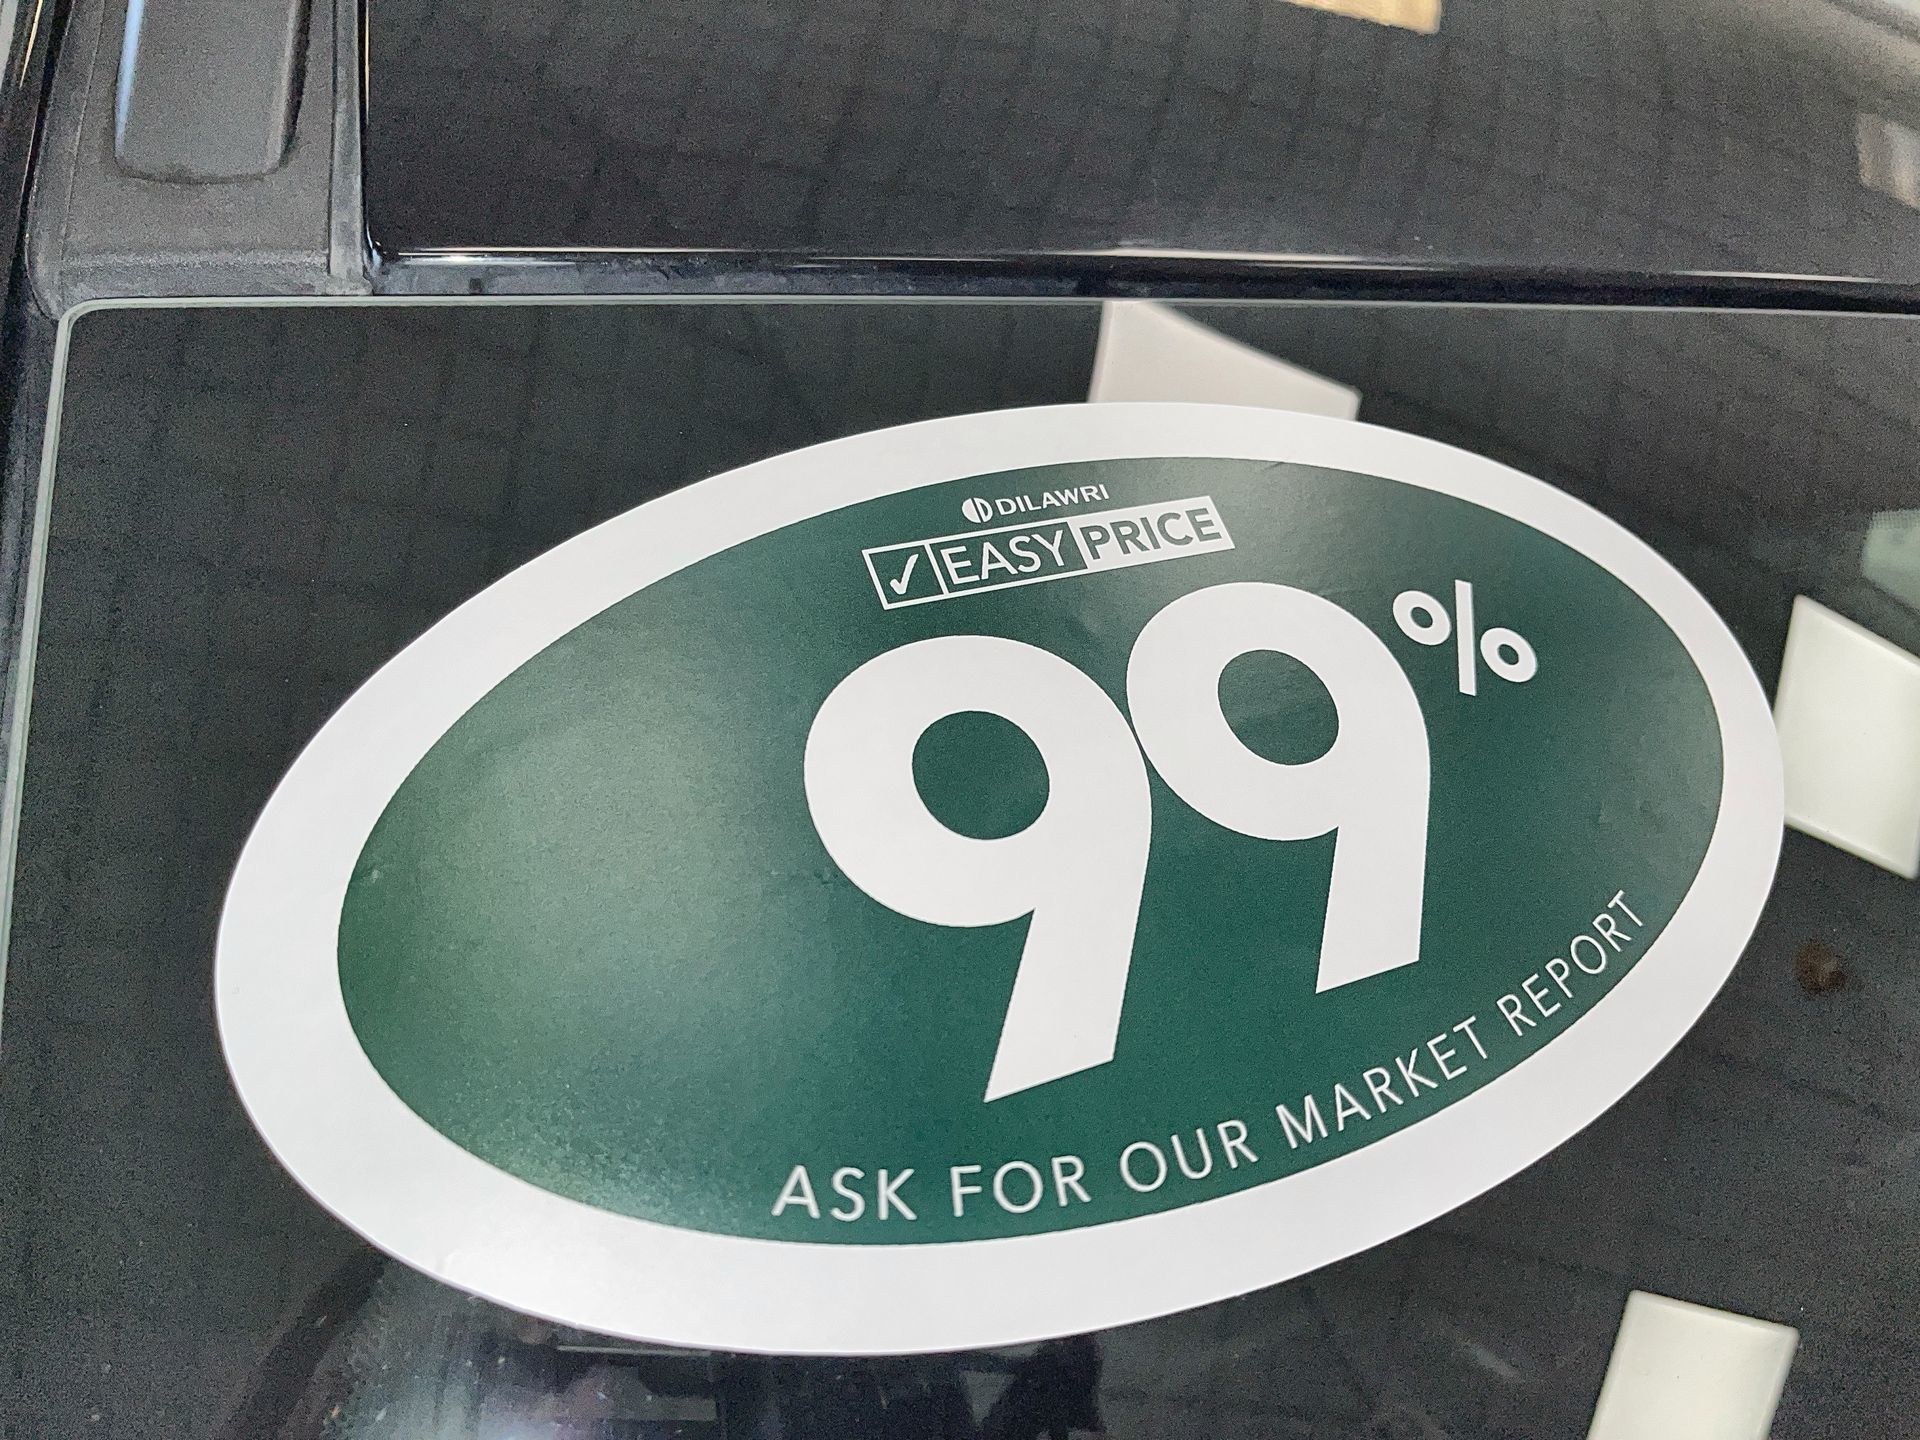 DILAWRI
✓ EASY PRICE
99%
ASK FOR OUR MARKET REPORT